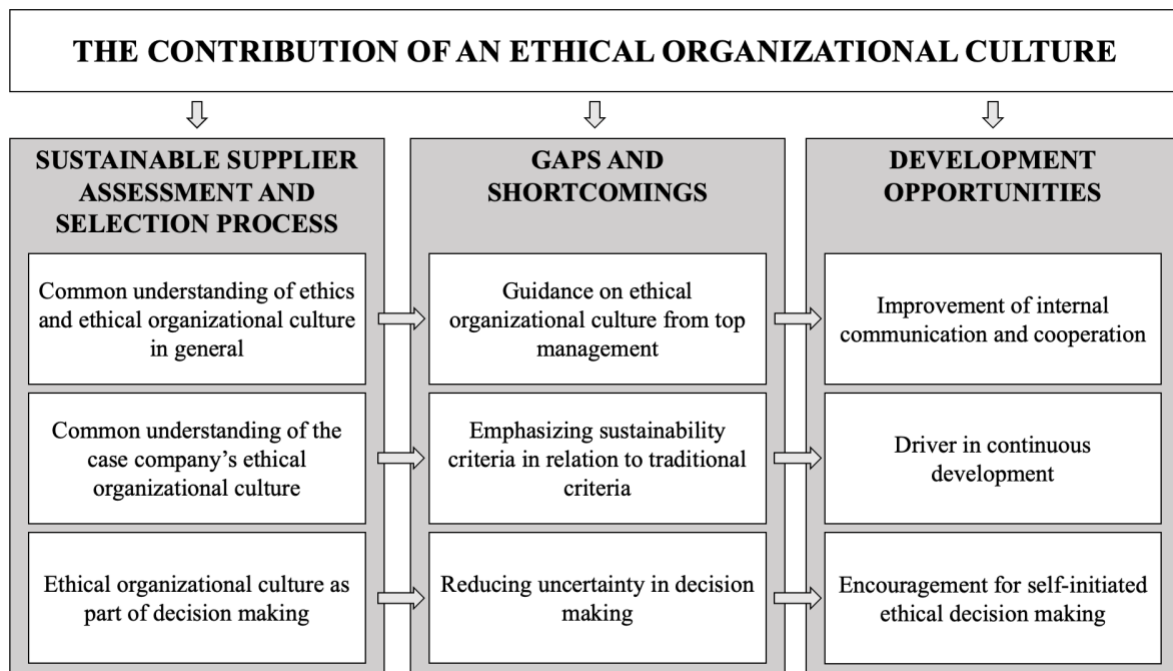 THE CONTRIBUTION OF AN ETHICAL ORGANIZATIONAL CULTURE
SUSTAINABLE SUPPLIER
ASSESSMENT AND
SELECTION PROCESS
Common understanding of ethics
and ethical organizational culture
in general
Common understanding of the
case company's ethical
organizational culture
Ethical organizational culture as
part of decision making
GAPS AND
SHORTCOMINGS
Guidance on ethical
organizational culture from top
management
Emphasizing sustainability
criteria in relation to traditional
criteria
Reducing uncertainty in decision
making
DEVELOPMENT
OPPORTUNITIES
Improvement of internal
communication and cooperation
Driver in continuous
development
Encouragement for self-initiated
ethical decision making